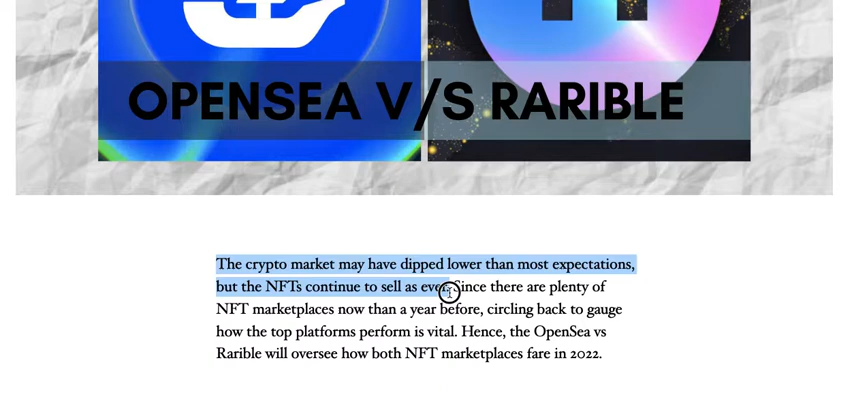 OPENSEA V/S RARIBLE
The crypto market may have dipped lower than most expectations,
but the NFTs continue to sell as ever. Since there are plenty of
NFT marketplaces now than a year before, circling back to gauge
how the top platforms perform is vital. Hence, the OpenSea vs
Rarible will oversee how both NFT marketplaces fare in 2022.